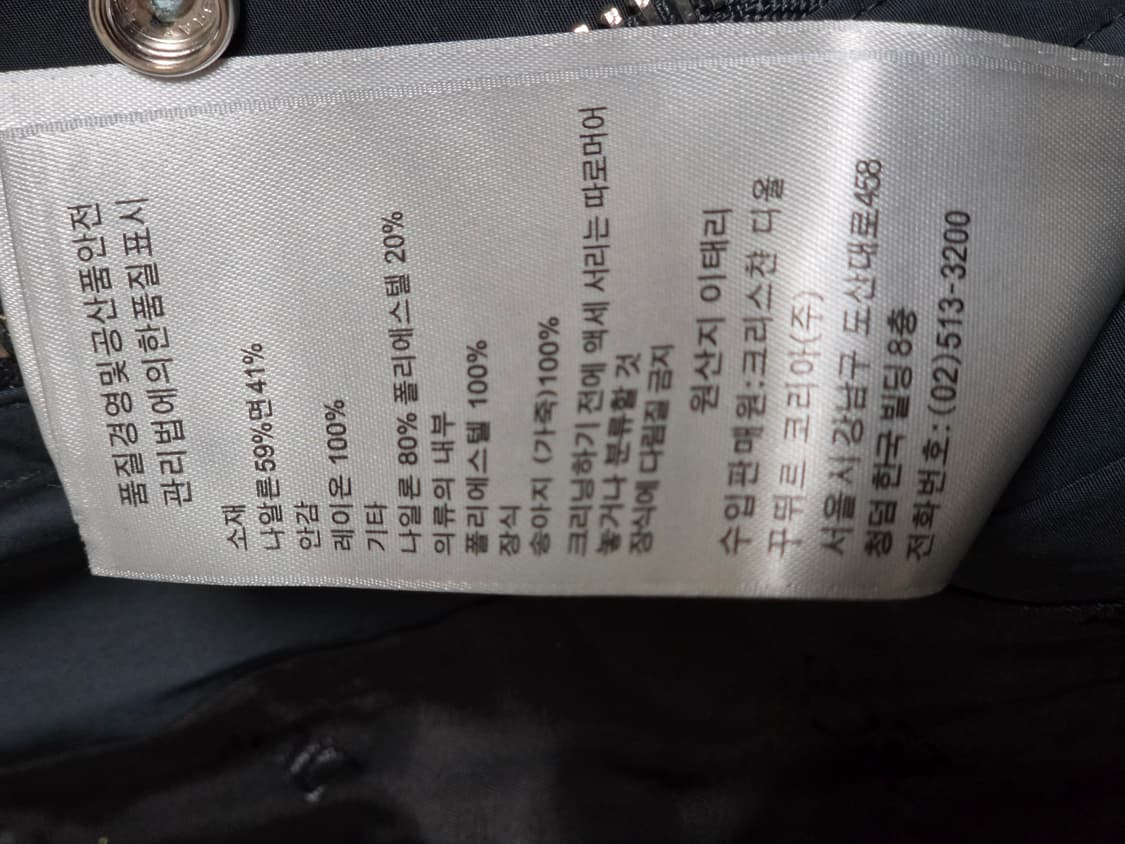 품질경영및공산품안전
관리법에의한품질표시
소재
나알론59%면41%
안감
레이온 100%
기타
나일론 80% 폴리에스텔 20%
의류의 내부
폴리에스텔 100%
장식
송아지 (가죽)100%
크리닝하기 전에 액세 서리는 따로머어
놓거나 분류할 것
장식에 다림질 금지
원산지 이태리
수입판매원:크리스챤 디올
꾸뛰르 코리아(주)
서울시강남구 도산대로458
청덤 한국 빌딩8층
전화번호:(02)513-3200